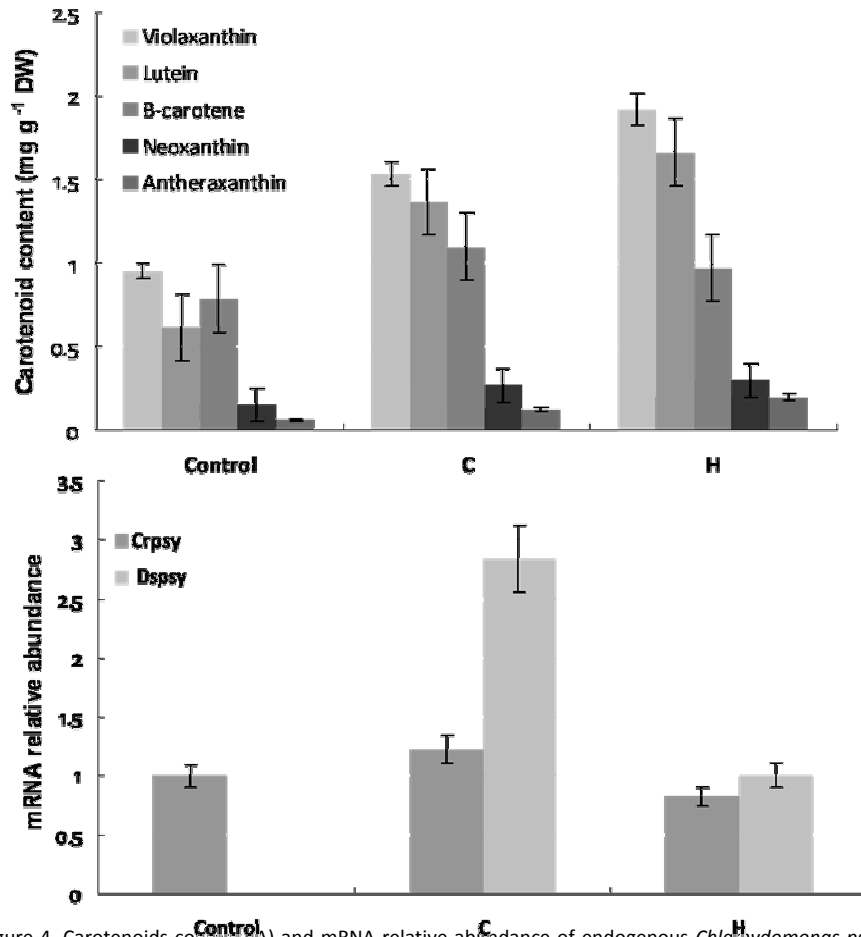 2.5
Violaxanthin
Lutein
B-carotene
Neoxanthin
Antheraxanthin
2
1.5
1
0.5
0
Carotenoid content (mg g -1 DW)
Control C H
3.5
Crpsy
Dspsy
3
2.5
2
1.5
1
0.5
0
mRNA relative abundance
Control C H
4. Carotenoids and mRNA relative abundance of endogenous